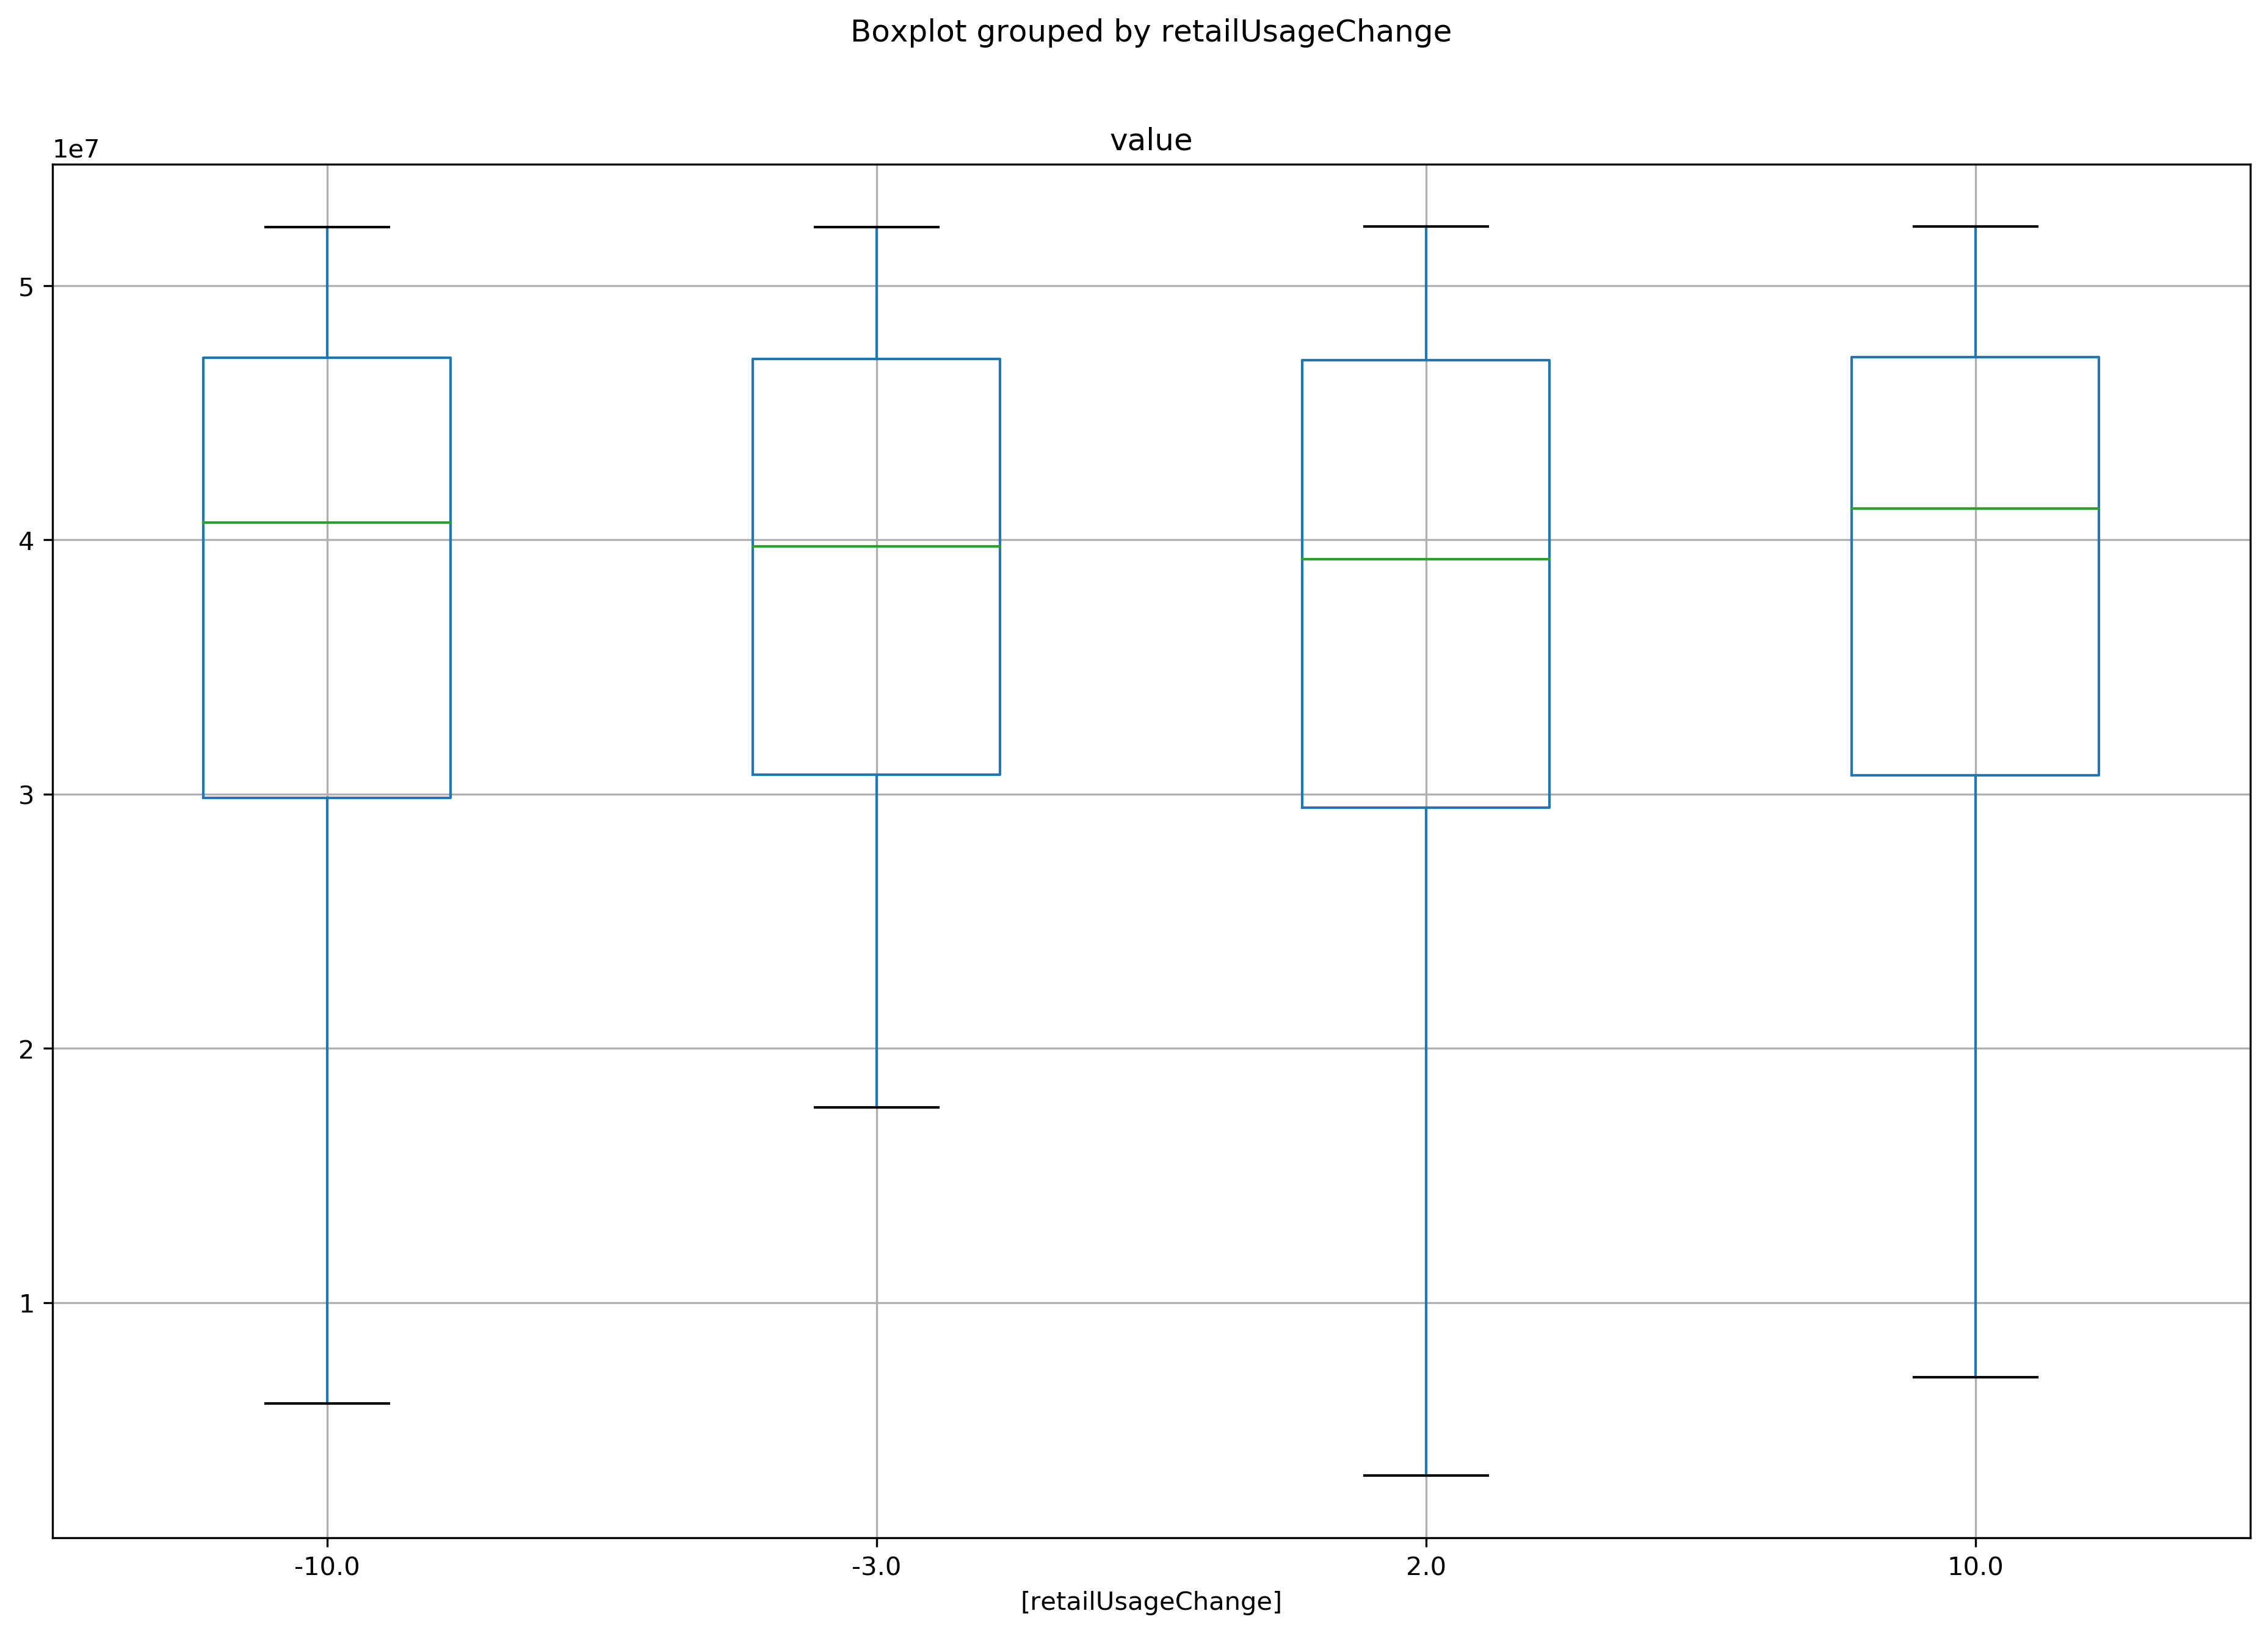 Boxplot grouped by retailUsageChange
value
1e7
5
4
3
2
1
-10.0 -3.0 2.0 10.0
[retailUsageChange]